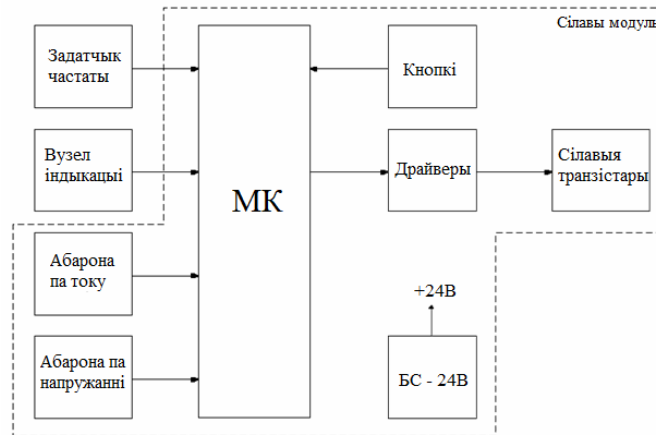 Сілавы модуль
Задатчык
частаты
Кнопкі
Вузел
індыкацыі
МК
Драйверы
Сілавыя
транзістары
Абарона
па току
+24В
Абарона па
напружанні
БС - 24В